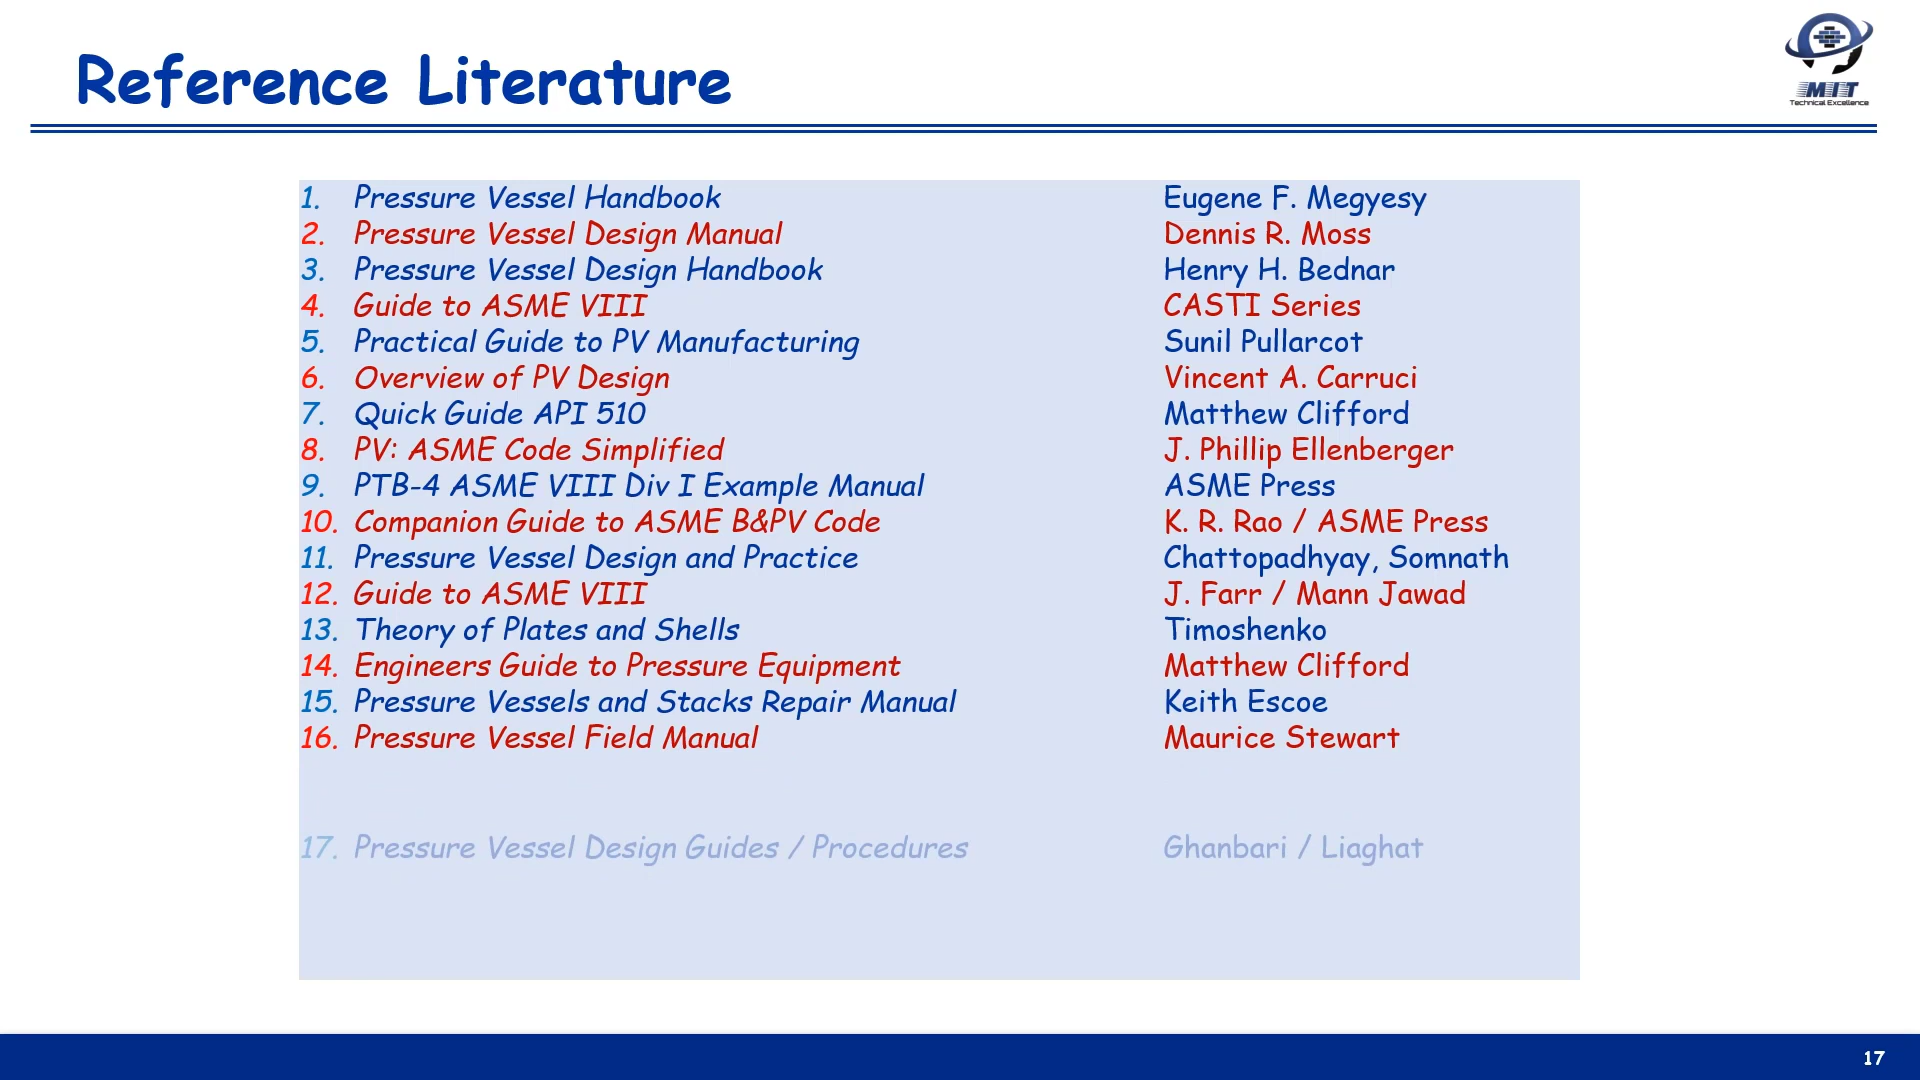 Reference Literature
MIT
Technical Excellence
1. Pressure Vessel Handbook Eugene F. Megyesy
2. Pressure Vessel Design Manual Dennis R. Moss
3. Pressure Vessel Design Handbook Henry H. Bednar
4. Guide to ASME VIII CASTI Series
5. Practical Guide to PV Manufacturing Sunil Pullarcot
6. Overview of PV Design Vincent A. Carruci
7. Quick Guide API 510 Matthew Clifford
8. PV: ASME Code Simplified J. Phillip Ellenberger
9. PTB-4 ASME VIII Div I Example Manual ASME Press
10. Companion Guide to ASME B&PV Code K. R. Rao / ASME Press
11. Pressure Vessel Design and Practice Chattopadhyay, Somnath
12. Guide to ASME VIII J. Farr / Mann Jawad
13. Theory of Plates and Shells Timoshenko
14. Engineers Guide to Pressure Equipment Matthew Clifford
15. Pressure Vessels and Stacks Repair Manual Keith Escoe
16. Pressure Vessel Field Manual Maurice Stewart
17. Pressure Vessel Design Guides / Procedures Ghanbari / Liaghat
17